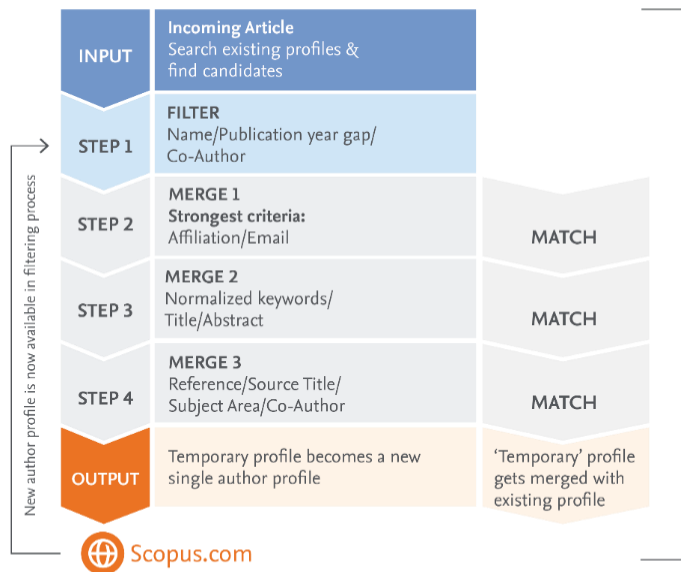 INPUT
Incoming Article
Search existing profiles &
find candidates
STEP 1
FILTER
Name/Publication year gap/
Co-Author
STEP 2
MERGE 1
Strongest criteria:
Affiliation/Email
MATCH
STEP 3
MERGE 2
Normalized keywords/
Title/Abstract
MATCH
STEP 4
MERGE 3
Reference/Source Title/
Subject Area/Co-Author
MATCH
OUTPUT
Temporary profile becomes a new
single author profile
‘Temporary’ profile
gets merged with
existing profile
New author profile is now available in filtering process
Scopus.com